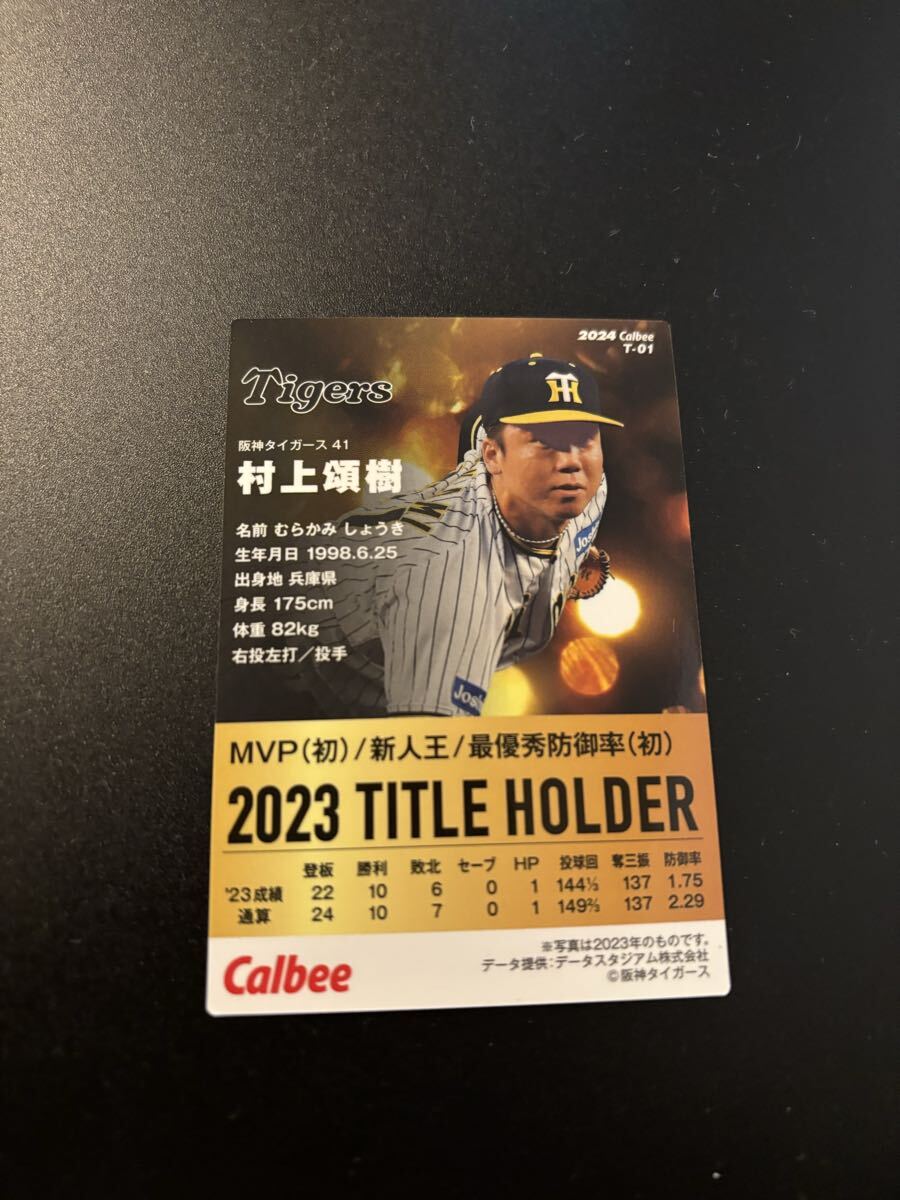 2024 Calbee
T-01
Tigers
阪神タイガース 41
村上頌樹
名前 むらかみ しょうき
生年月日 1998.6.25
出身地 兵庫県
身長 175cm
体重 82kg
右投左打/投手
MVP(初)/新人王/最優秀防御率(初)
2023 TITLE HOLDER
登板 勝利 敗北 セーブ HP 投球回 奪三振 防御率
'23成績 22 10 6 0 1 144⅓ 137 1.75
通算 24 10 7 0 1 149⅔ 137 2.29
※写真は2023年のものです。
データ提供:データスタジアム株式会社
©阪神タイガース
Calbee